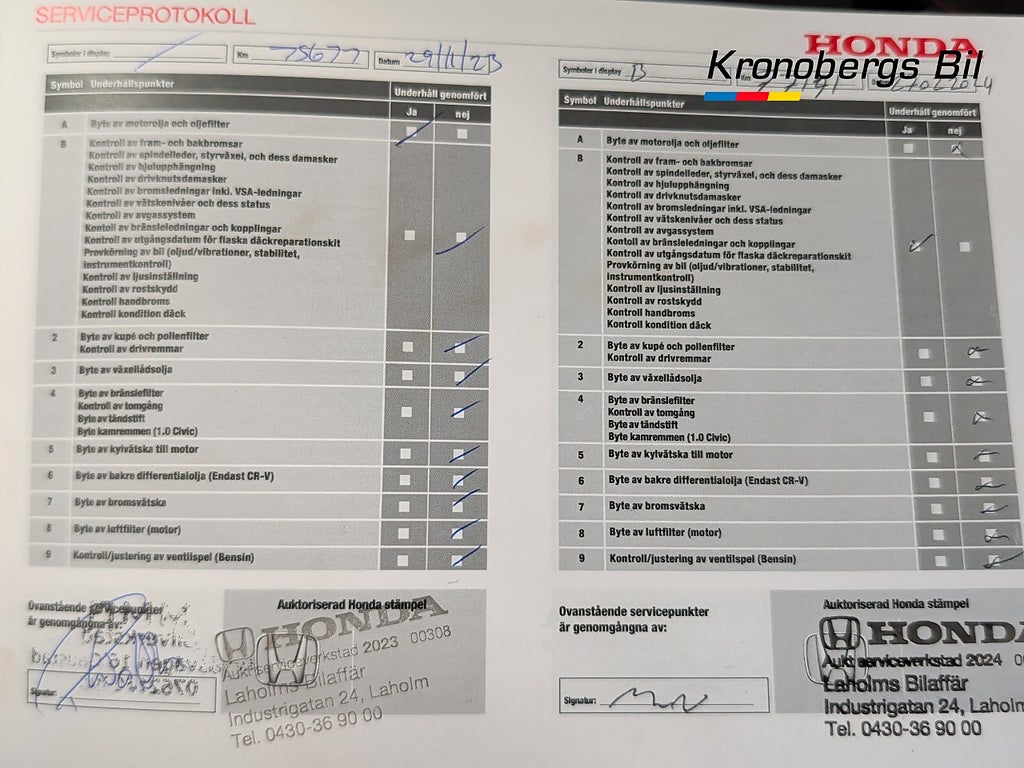 SERVICEPROTOKOLL
HONDA
Kronobergs Bil
Symboler i display
Km 75677
Datum 29/11/23
Symbol Underhållspunkter
Underhåll genomfört
Ja nej
A Byte av motorolja och oljefilter
B Kontroll av fram- och bakbromsar
Kontroll av spindelleder, styrväxel, och dess damasker
Kontroll av hjulupphängning
Kontroll av drivknutsdamasker
Kontroll av bromsledningar inkl. VSA-ledningar
Kontroll av vätskenivåer och dess status
Kontroll av avgassystem
Kontoll av bränsleledningar och kopplingar
Kontroll av utgångsdatum för flaska däckreparationskit
Provkörning av bil (oljud/vibrationer, stabilitet,
instrumentkontroll)
Kontroll av ljusinställning
Kontroll av rostskydd
Kontroll handbroms
Kontroll kondition däck
2 Byte av kupé och pollenfilter
Kontroll av drivremmar
3 Byte av växellådsolja
4 Byte av bränslefilter
Kontroll av tomgång
Byte av tändstift
Byte kamremmen (1.0 Civic)
5 Byte av kylvätska till motor
6 Byte av bakre differentialolja (Endast CR-V)
7 Byte av bromsvätska
8 Byte av luftfilter (motor)
9 Kontroll/justering av ventilspel (Bensin)
Ovanstående servicepunkter
är genomgångna av:
Signatur:
Auktoriserad Honda stämpel
HONDA
Aukt serviceverkstad 2023 00308
Laholms Bilaffär
Industrigatan 24, Laholm
Tel. 0430-36 90 00
Symboler i display B
Km
Symbol Underhållspunkter
Underhåll genomfört
Ja nej
A Byte av motorolja och oljefilter
B Kontroll av fram- och bakbromsar
Kontroll av spindelleder, styrväxel, och dess damasker
Kontroll av hjulupphängning
Kontroll av drivknutsdamasker
Kontroll av bromsledningar inkl. VSA-ledningar
Kontroll av vätskenivåer och dess status
Kontroll av avgassystem
Kontoll av bränsleledningar och kopplingar
Kontroll av utgångsdatum för flaska däckreparationskit
Provkörning av bil (oljud/vibrationer, stabilitet,
instrumentkontroll)
Kontroll av ljusinställning
Kontroll av rostskydd
Kontroll handbroms
Kontroll kondition däck
2 Byte av kupé och pollenfilter
Kontroll av drivremmar
3 Byte av växellådsolja
4 Byte av bränslefilter
Kontroll av tomgång
Byte av tändstift
Byte kamremmen (1.0 Civic)
5 Byte av kylvätska till motor
6 Byte av bakre differentialolja (Endast CR-V)
7 Byte av bromsvätska
8 Byte av luftfilter (motor)
9 Kontroll/justering av ventilspel (Bensin)
Ovanstående servicepunkter
är genomgångna av:
Signatur:
Auktoriserad Honda stämpel
HONDA
Aukt serviceverkstad 2024
Laholms Bilaffär
Industrigatan 24, Laholm
Tel. 0430-36 90 00